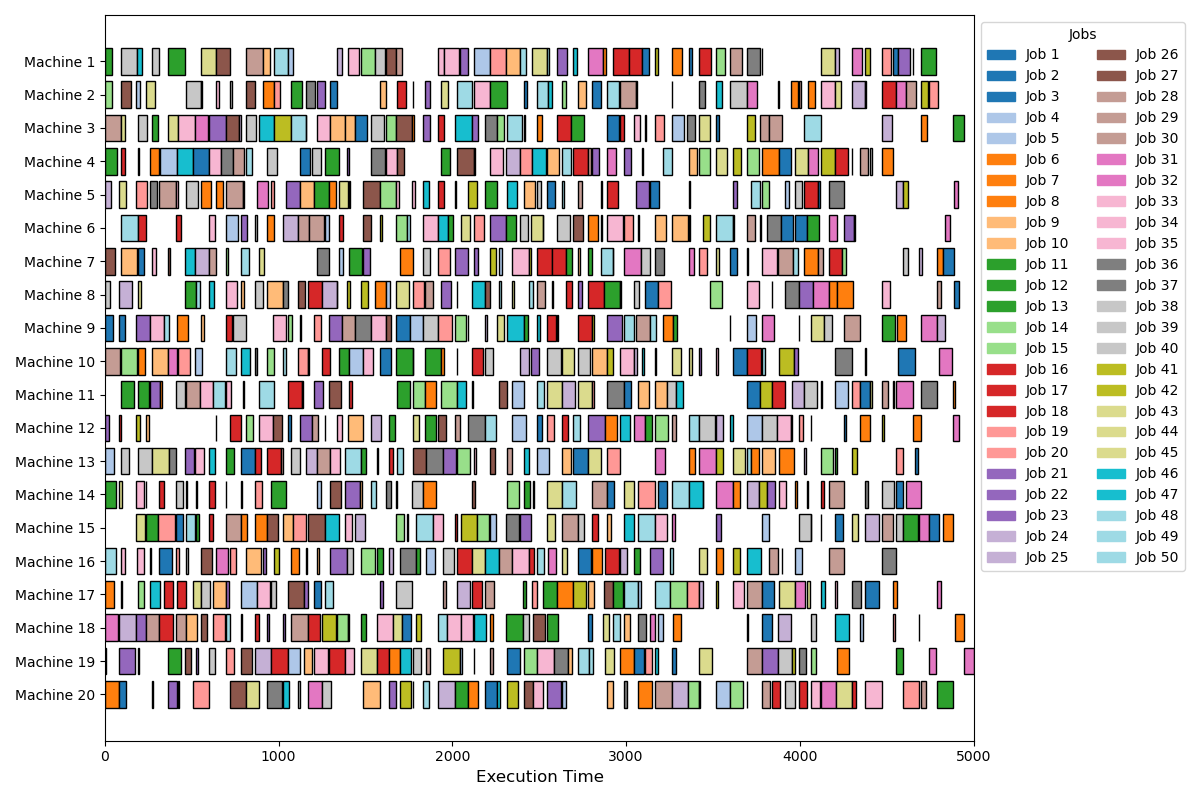 Machine 1
Machine 2
Machine 3
Machine 4
Machine 5
Machine 6
Machine 7
Machine 8
Machine 9
Machine 10
Machine 11
Machine 12
Machine 13
Machine 14
Machine 15
Machine 16
Machine 17
Machine 18
Machine 19
Machine 20
0 1000 2000 3000 4000 5000
Execution Time
Jobs
Job 1
Job 2
Job 3
Job 4
Job 5
Job 6
Job 7
Job 8
Job 9
Job 10
Job 11
Job 12
Job 13
Job 14
Job 15
Job 16
Job 17
Job 18
Job 19
Job 20
Job 21
Job 22
Job 23
Job 24
Job 25
Job 26
Job 27
Job 28
Job 29
Job 30
Job 31
Job 32
Job 33
Job 34
Job 35
Job 36
Job 37
Job 38
Job 39
Job 40
Job 41
Job 42
Job 43
Job 44
Job 45
Job 46
Job 47
Job 48
Job 49
Job 50